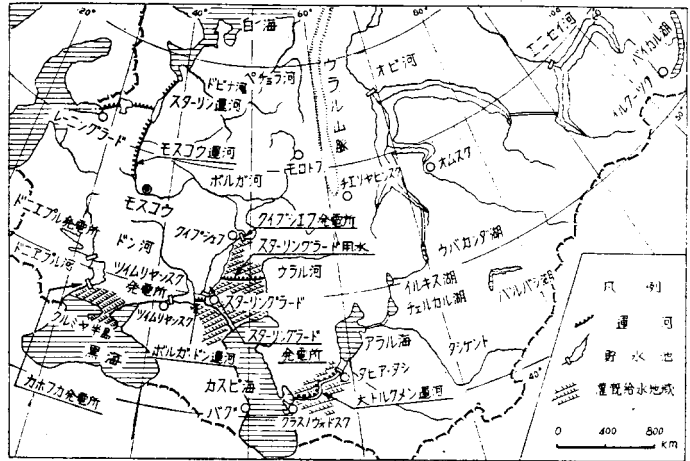 20°
40°
60°
80°
白海
エニセイ河
バイカル湖
イルクーツク
50°
ペチョラ河
ドビナ湾
スターリン運河
ウラル山脈
オビ河
レーニングラード
モスコウ運河
モロトフ
ボルガ河
チエリヤビンスク
オムスク
モスコウ
ドニエプル発電所
クイブシェフ
クイブシエフ発電所
スターリングラード用水
ドン河
ドニアプル河
ツイムリヤンスク
発電所
ウラル河
ウバガンダ湖
スターリングラード
イルキス湖
チェルカル湖
バルハシ湖
ツイムリヤンスク
クルミヤ半島
黒海
ボルガ・ドン運河
スターリングラード
発電所
アラル海
タシケント
カホフカ発電所
カスピ海
タヒア・タシ
大トルクメン運河
40°
バグ
クラスノウォドスク
凡例
運河
貯水池
灌漑給水地域
0 400 800
km